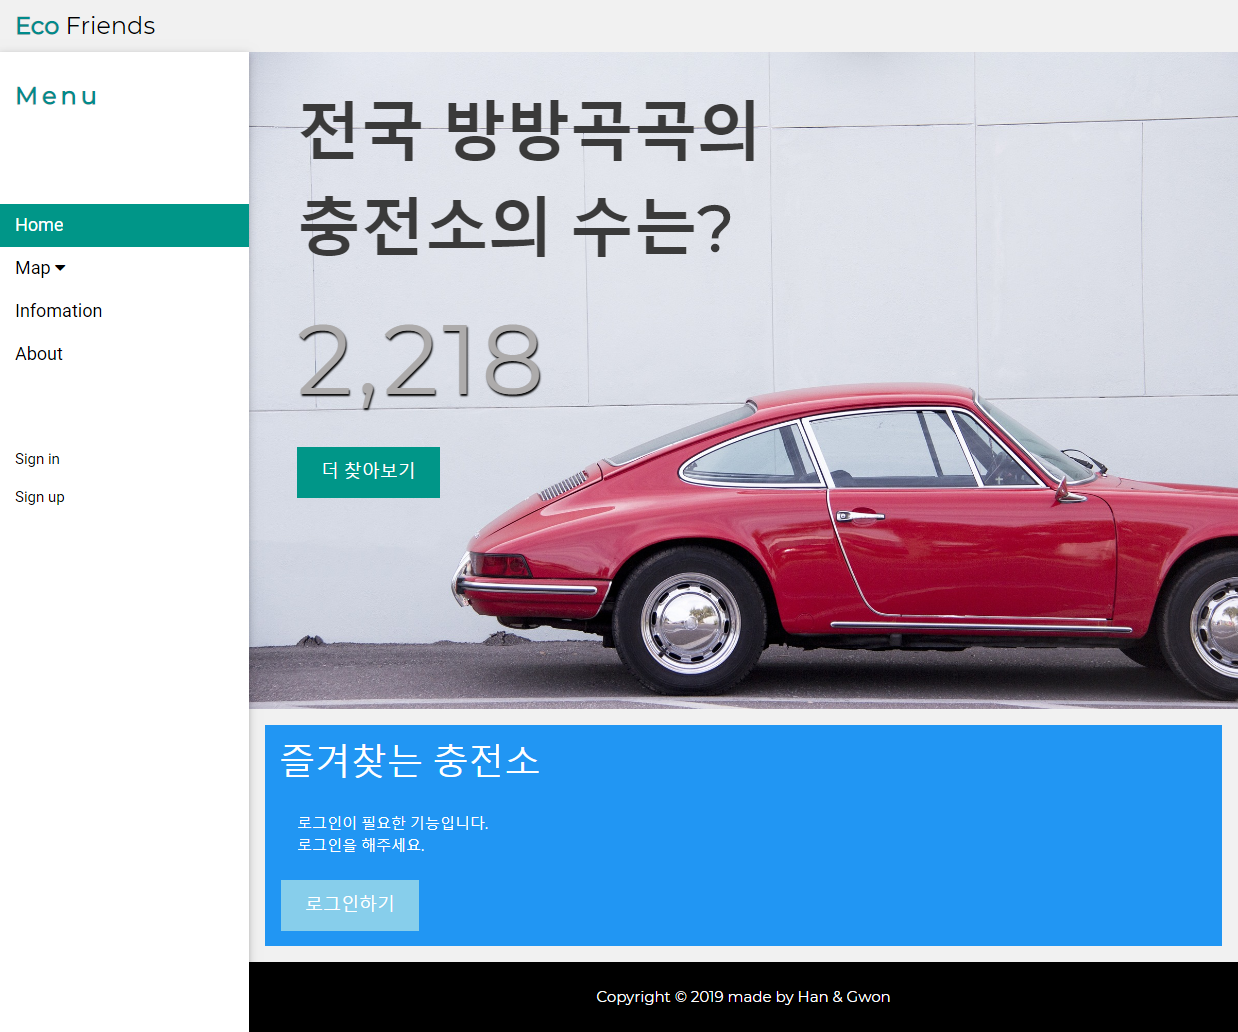 Eco Friends
Menu
Home
Map
Infomation
About
Sign in
Sign up
전국 방방곡곡의
충전소의 수는?
2,218
더 찾아보기
즐겨찾는 충전소
로그인이 필요한 기능입니다.
로그인을 해주세요.
로그인하기
Copyright © 2019 made by Han & Gwon